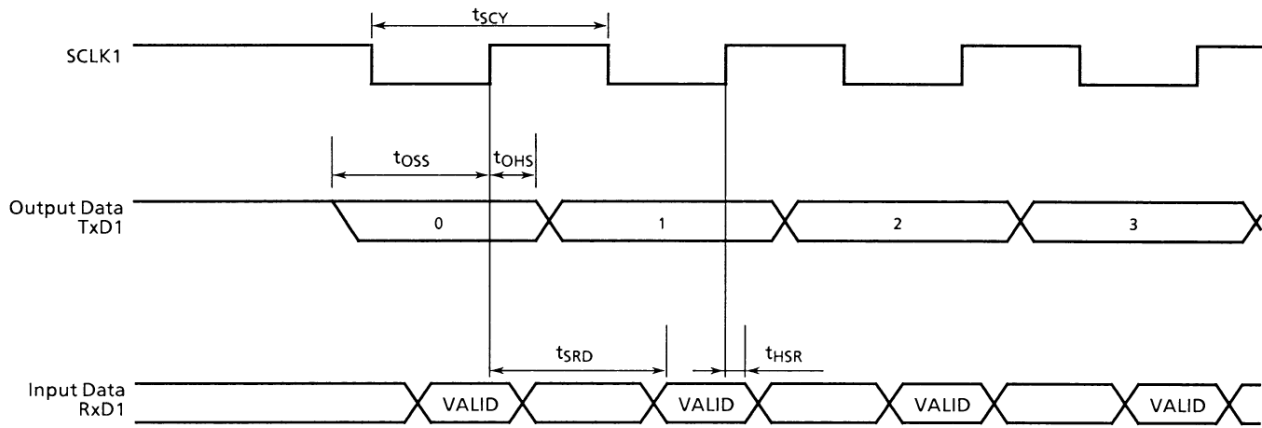 tSCY
SCLK1
tOSS tOHS
Output Data
TxD1
0 1 2 3
tSRD tHSR
Input Data
RxD1
VALID VALID VALID VALID